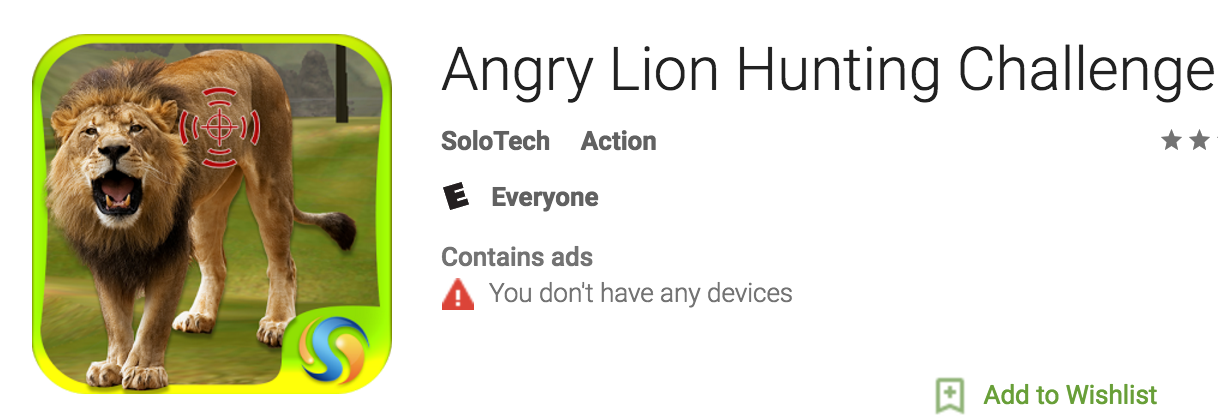 Angry Lion Hunting Challenge
SoloTech Action
E Everyone
Contains ads
You don't have any devices
Add to Wishlist